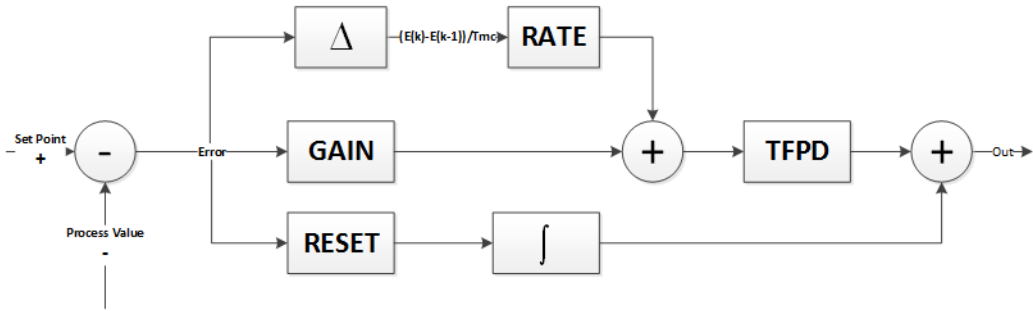 Δ
(E(k)-E(k-1))/Tmc
RATE
Set Point
+
-
Error
GAIN
+
TFPD
+
Out
Process Value
-
RESET
∫